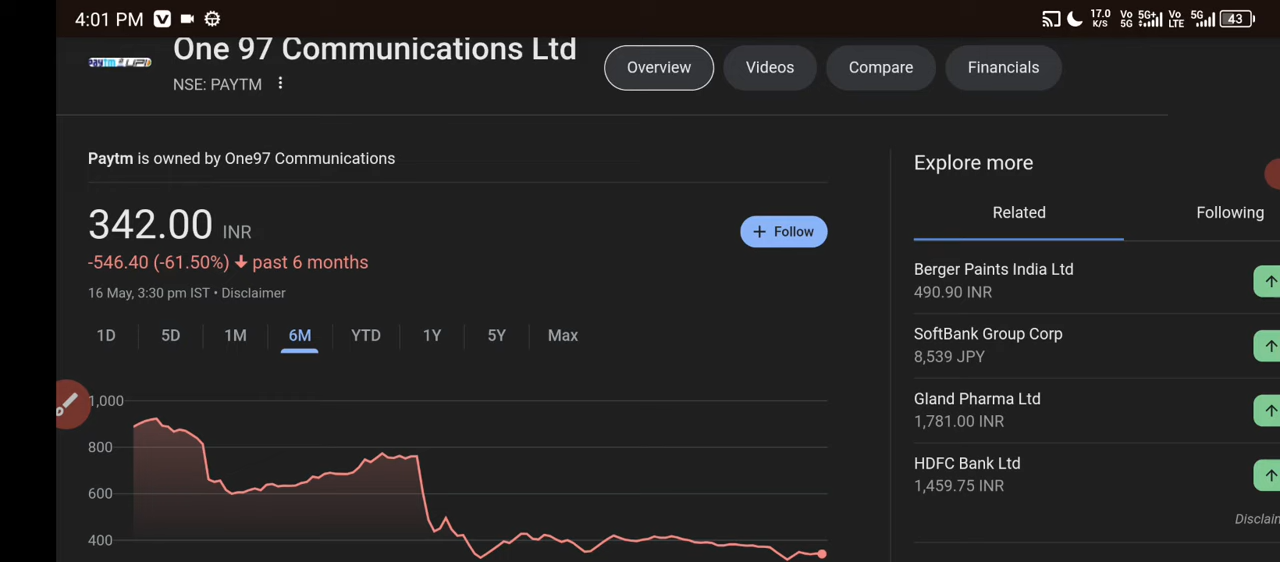 4:01 PM
17.0 K/S Vo 5G 5G+ Vo LTE 5G 43
One 97 Communications Ltd
NSE: PAYTM
Overview Videos Compare Financials
Paytm is owned by One97 Communications
342.00 INR
+ Follow
-546.40 (-61.50%) ↓ past 6 months
16 May, 3:30 pm IST • Disclaimer
1D 5D 1M 6M YTD 1Y 5Y Max
1,000
800
600
400
Explore more
Related Following
Berger Paints India Ltd
490.90 INR
SoftBank Group Corp
8,539 JPY
Gland Pharma Ltd
1,781.00 INR
HDFC Bank Ltd
1,459.75 INR